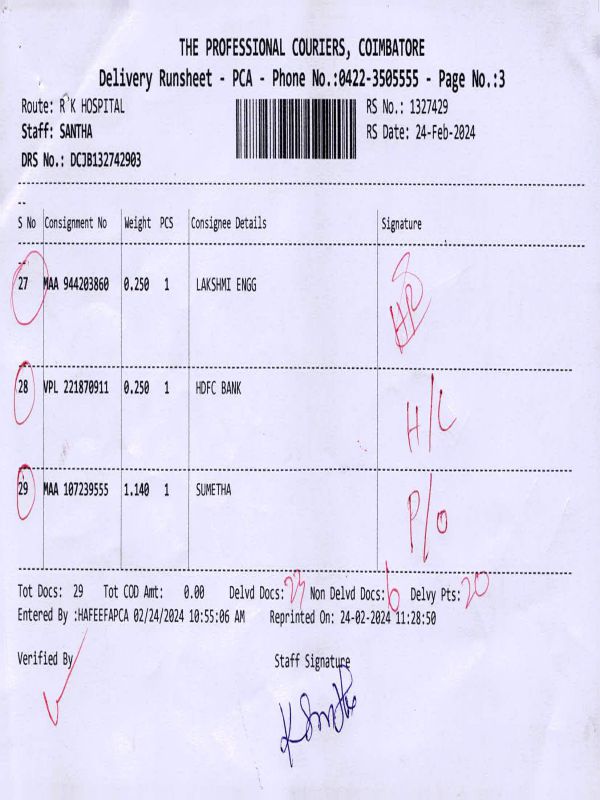 THE PROFESSIONAL COURIERS, COIMBATORE
Delivery Runsheet - PCA - Phone No.:0422-3505555 - Page No.:3
Route: R K HOSPITAL RS No.: 1327429
Staff: SANTHA RS Date: 24-Feb-2024
DRS No.: DCJB132742903
S No Consignment No Weight PCS Consignee Details Signature
27 MAA 944203860 0.250 1 LAKSHMI ENGG
28 VPL 221870911 0.250 1 HDFC BANK H/C
29 MAA 107239555 1.140 1 SUMETHA P/O
Tot Docs: 29 Tot COD Amt: 0.00 Delvd Docs: 23 Non Delvd Docs: 6 Delvy Pts: 20
Entered By :HAFEEFAPCA 02/24/2024 10:55:06 AM Reprinted On: 24-02-2024 11:28:50
Verified By Staff Signature